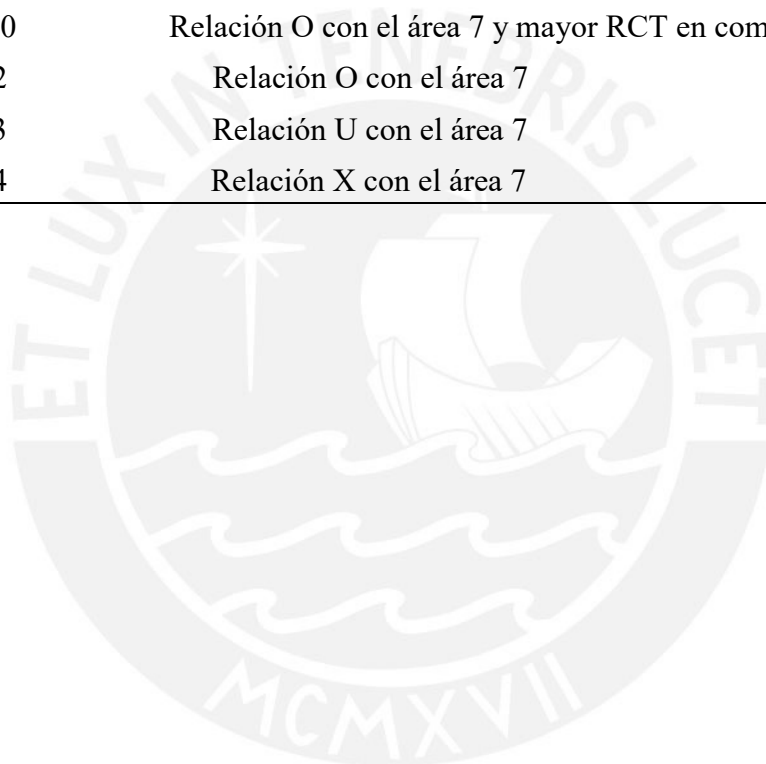 0 Relación O con el área 7 y mayor RCT en com
2 Relación O con el área 7
3 Relación U con el área 7
4 Relación X con el área 7
ET LUX IN TENEBRIS LUCET
MCMXVII